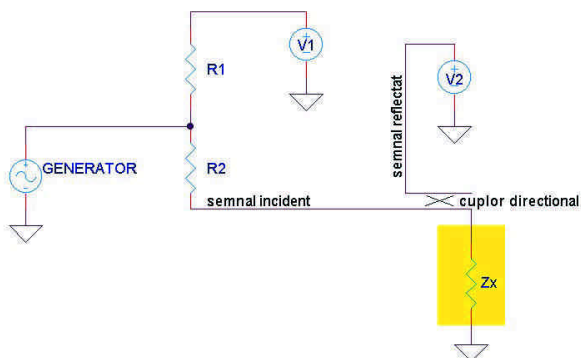 V1
R1
V2
semnal reflectat
GENERATOR
R2
semnal incident
cuplor directional
Zx